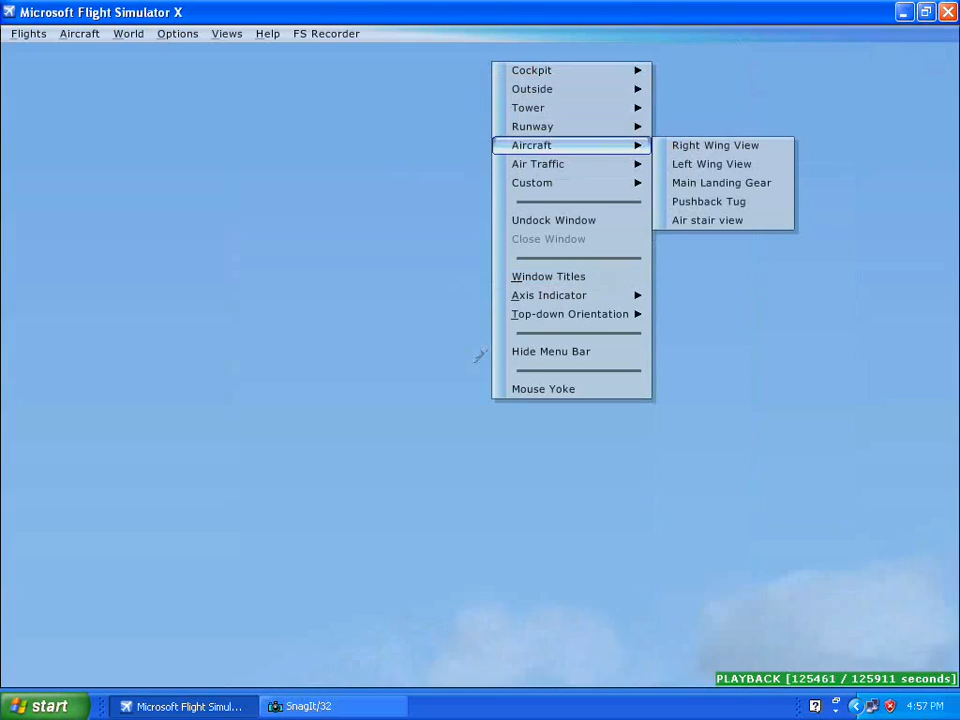 Microsoft Flight Simulator X
Flights Aircraft World Options Views Help FS Recorder
Cockpit
Outside
Tower
Runway
Aircraft
Air Traffic
Custom
Undock Window
Close Window
Window Titles
Axis Indicator
Top-down Orientation
Hide Menu Bar
Mouse Yoke
Right Wing View
Left Wing View
Main Landing Gear
Pushback Tug
Air stair view
PLAYBACK [125461 / 125911 seconds]
start
Microsoft Flight Simul...
SnagIt/32
4:57 PM